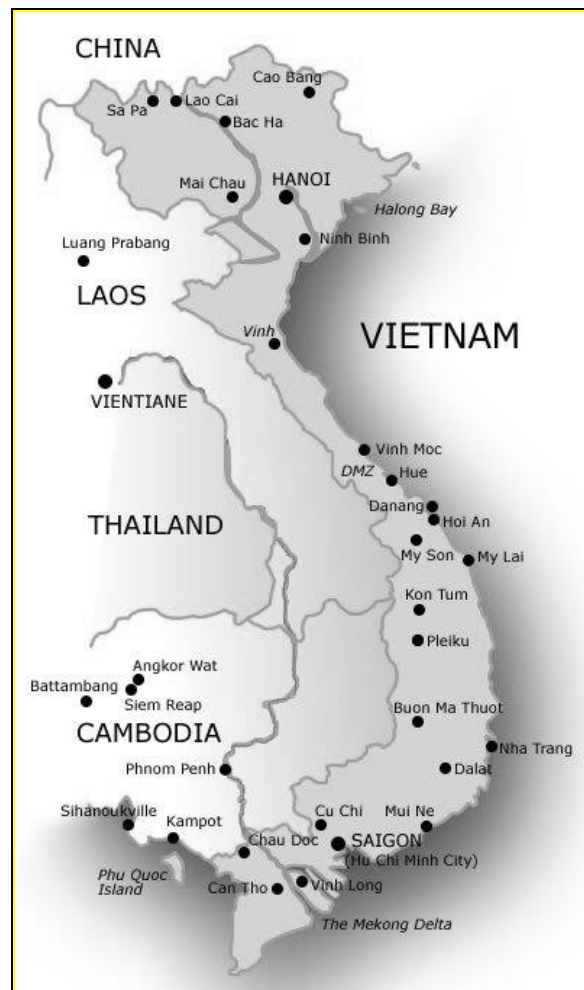 CHINA
Cao Bang
Sa Pa
Lao Cai
Bac Ha
Mai Chau
HANOI
Halong Bay
Luang Prabang
Ninh Binh
LAOS
Vinh
VIETNAM
VIENTIANE
Vinh Moc
DMZ
Hue
Danang
THAILAND
Hoi An
My Son
My Lai
Kon Tum
Pleiku
Angkor Wat
Battambang
Siem Reap
Buon Ma Thuot
CAMBODIA
Nha Trang
Phnom Penh
Dalat
Sihanoukville
Kampot
Cu Chi
Mui Ne
Chau Doc
SAIGON
(Hu Chi Minh City)
Phu Quoc
Island
Can Tho
Vinh Long
The Mekong Delta